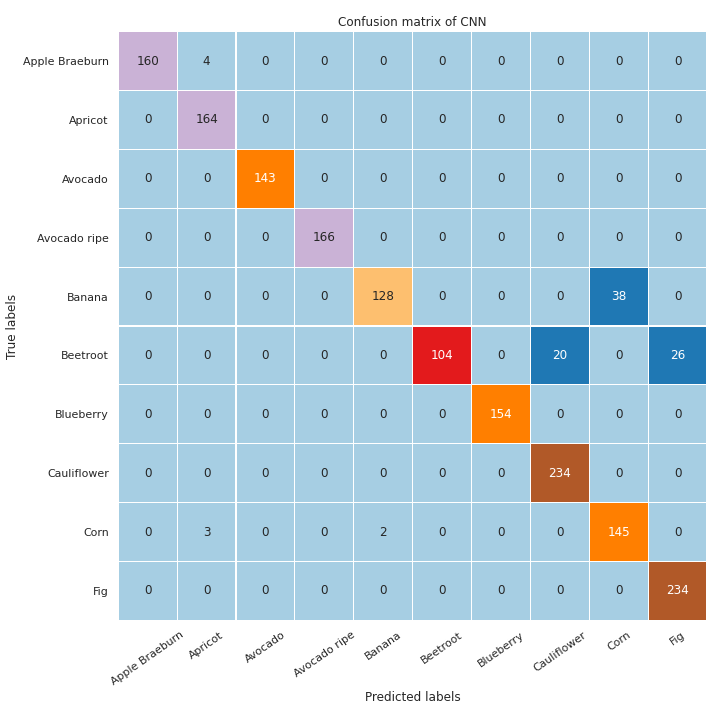 Confusion matrix of CNN
Apple Braeburn 160 4 0 0 0 0 0 0 0 0
Apricot 0 164 0 0 0 0 0 0 0 0
Avocado 0 0 143 0 0 0 0 0 0 0
Avocado ripe 0 0 0 166 0 0 0 0 0 0
Banana 0 0 0 0 128 0 0 0 38 0
Beetroot 0 0 0 0 0 104 0 20 0 26
Blueberry 0 0 0 0 0 0 154 0 0 0
Cauliflower 0 0 0 0 0 0 0 234 0 0
Corn 0 3 0 0 2 0 0 0 145 0
Fig 0 0 0 0 0 0 0 0 0 234
True labels
Apple Braeburn Apricot Avocado Avocado ripe Banana Beetroot Blueberry Cauliflower Corn Fig
Predicted labels